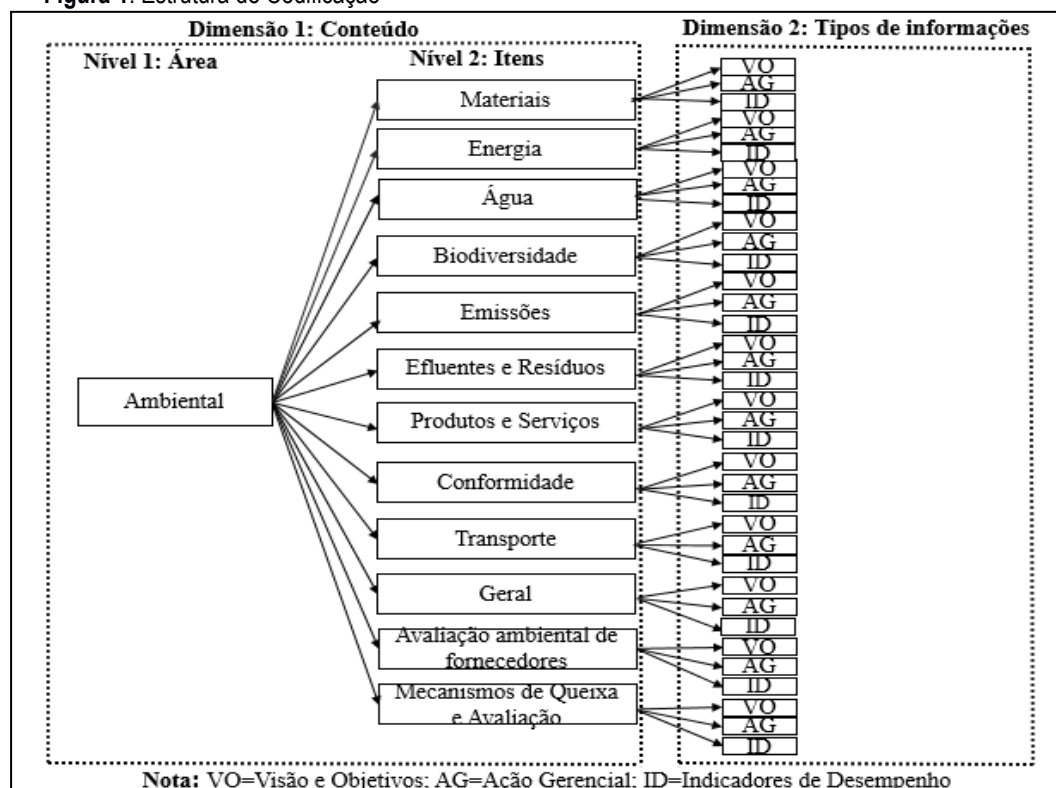 Figura 1. Estrutura de Codificação
Dimensão 1: Conteúdo
Dimensão 2: Tipos de informações
Nível 1: Área
Nível 2: Itens
Ambiental
Materiais
VO
AG
ID
Energia
VO
AG
ID
Água
VO
AG
ID
Biodiversidade
VO
AG
ID
Emissões
VO
AG
ID
Efluentes e Resíduos
VO
AG
ID
Produtos e Serviços
VO
AG
ID
Conformidade
VO
AG
ID
Transporte
VO
AG
ID
Geral
VO
AG
ID
Avaliação ambiental de
fornecedores
VO
AG
ID
Mecanismos de Queixa
e Avaliação
VO
AG
ID
Nota: VO=Visão e Objetivos; AG=Ação Gerencial; ID=Indicadores de Desempenho